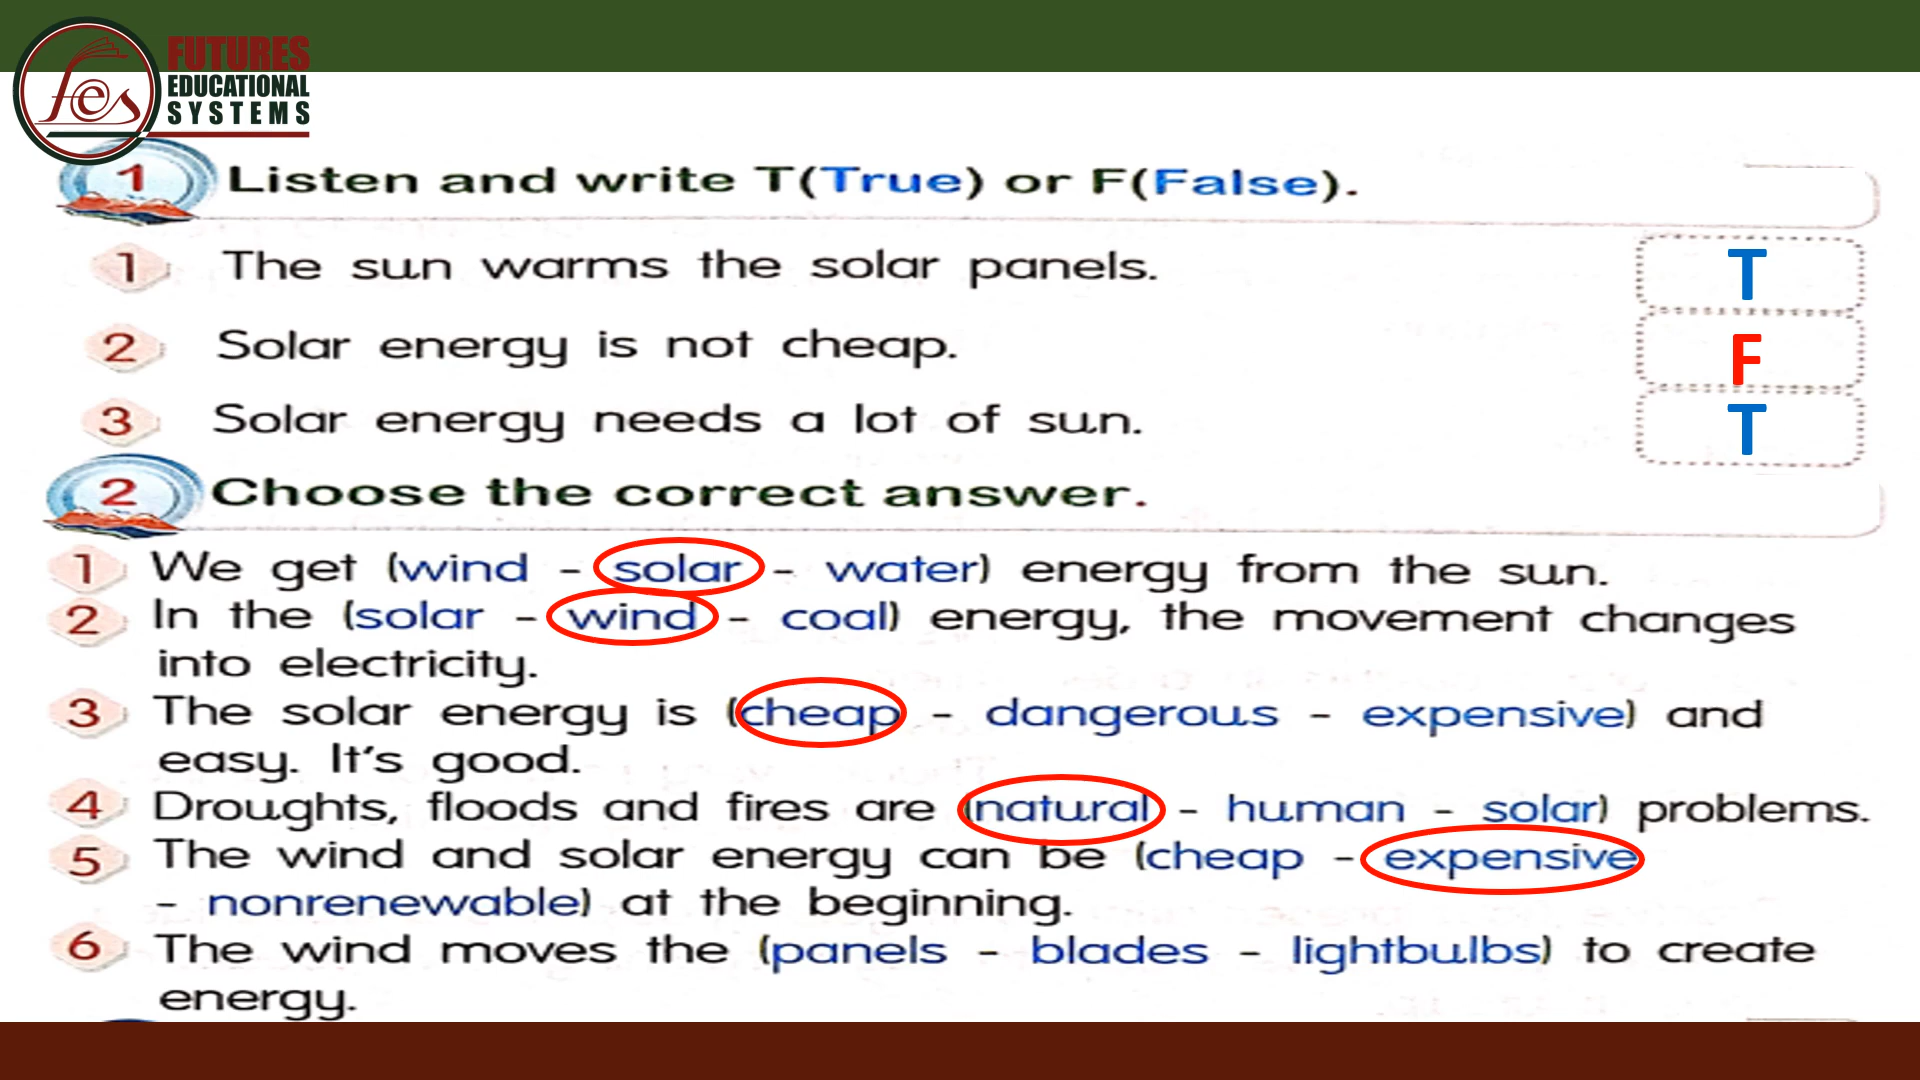 fes
FUTURES
EDUCATIONAL
SYSTEMS
1 Listen and write T(True) or F(False).
1 The sun warms the solar panels. T
2 Solar energy is not cheap. F
3 Solar energy needs a lot of sun. T
2 Choose the correct answer.
1 We get (wind - solar - water) energy from the sun.
2 In the (solar - wind - coal) energy, the movement changes
into electricity.
3 The solar energy is (cheap - dangerous - expensive) and
easy. It's good.
4 Droughts, floods and fires are (natural - human - solar) problems.
5 The wind and solar energy can be (cheap - expensive
- nonrenewable) at the beginning.
6 The wind moves the (panels - blades - lightbulbs) to create
energy.